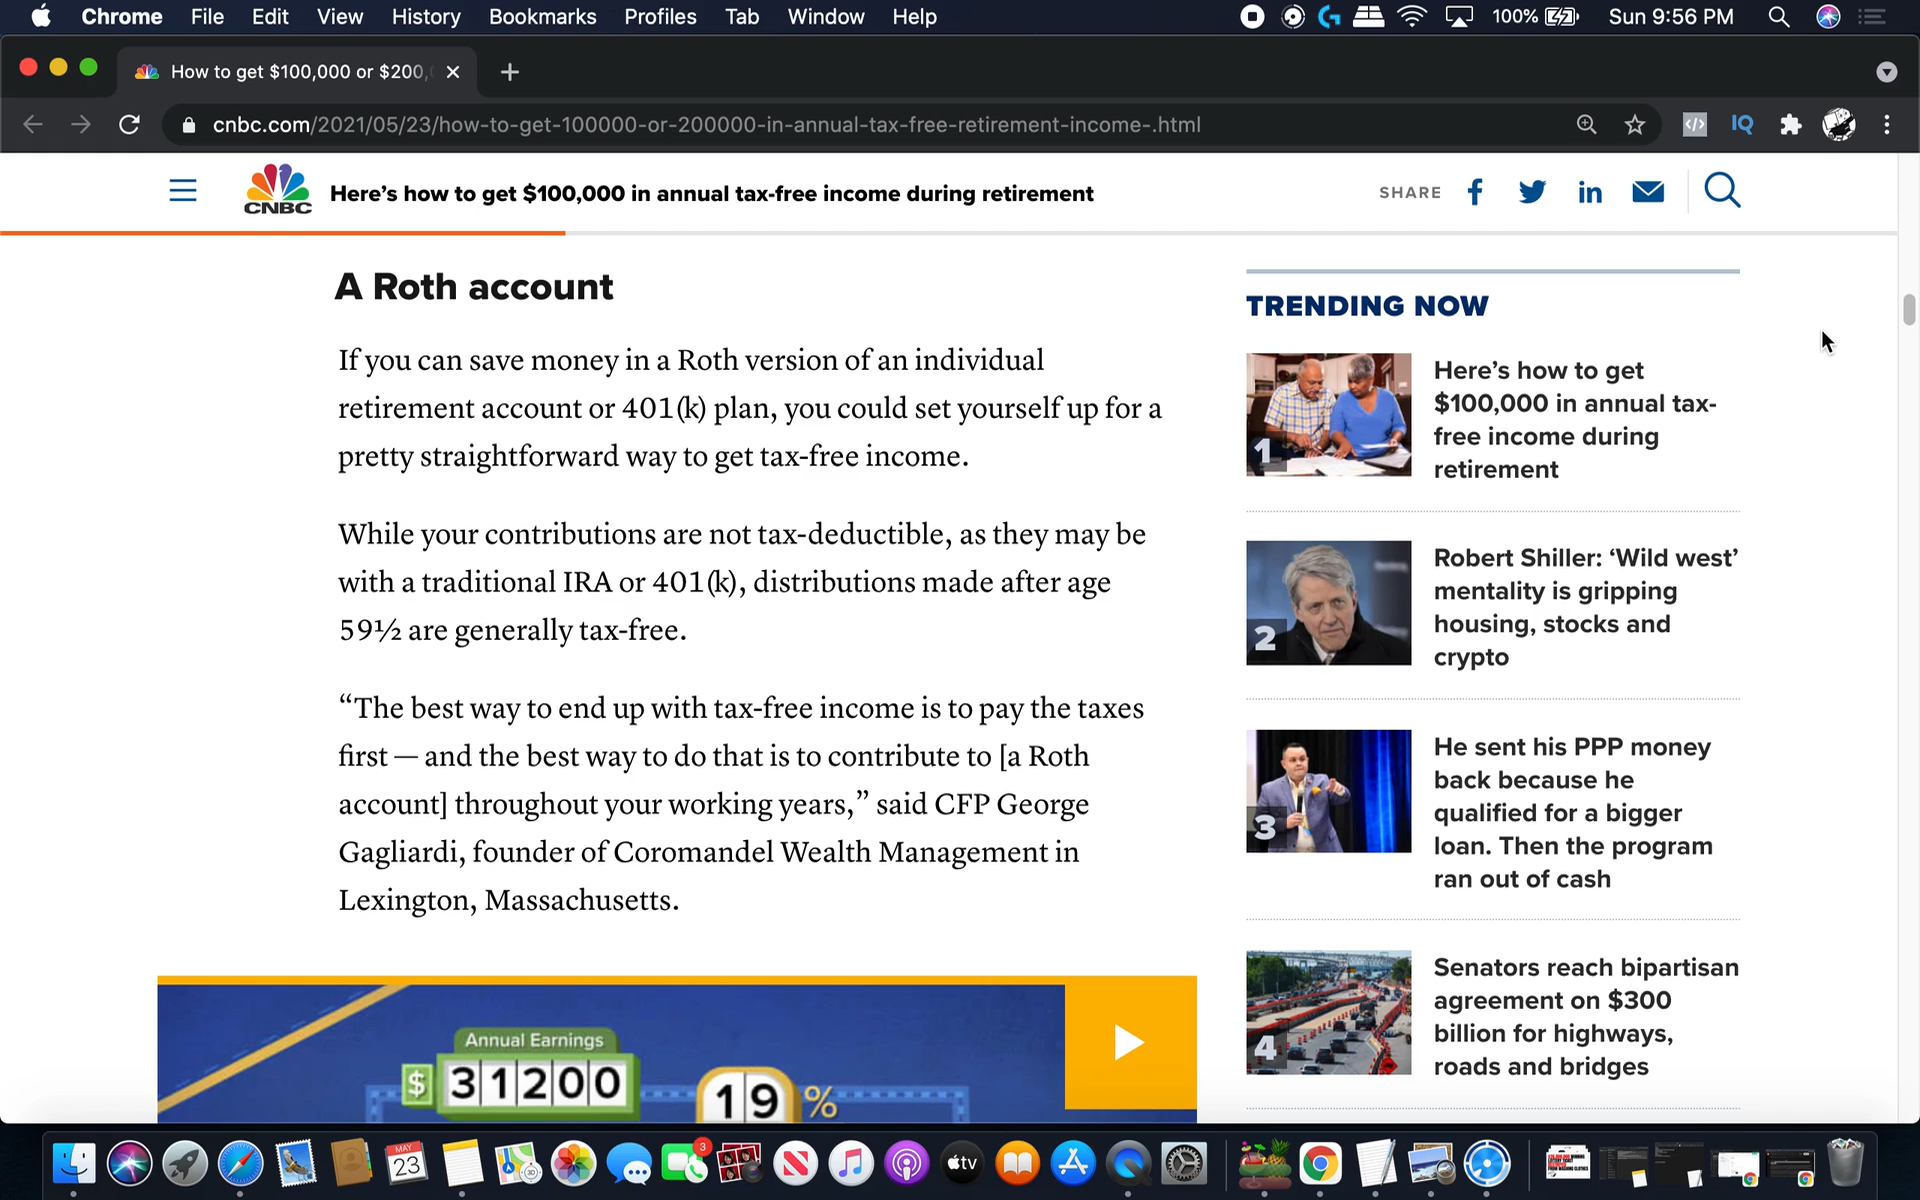 Chrome File Edit View History Bookmarks Profiles Tab Window Help 100% Sun 9:56 PM
How to get $100,000 or $200,
cnbc.com/2021/05/23/how-to-get-100000-or-200000-in-annual-tax-free-retirement-income-.html IQ
CNBC Here’s how to get $100,000 in annual tax-free income during retirement SHARE
A Roth account
If you can save money in a Roth version of an individual
retirement account or 401(k) plan, you could set yourself up for a
pretty straightforward way to get tax-free income.
While your contributions are not tax-deductible, as they may be
with a traditional IRA or 401(k), distributions made after age
59½ are generally tax-free.
“The best way to end up with tax-free income is to pay the taxes
first — and the best way to do that is to contribute to [a Roth
account] throughout your working years,” said CFP George
Gagliardi, founder of Coromandel Wealth Management in
Lexington, Massachusetts.
Annual Earnings
$ 31200
19 %
TRENDING NOW
1
Here’s how to get
$100,000 in annual tax-
free income during
retirement
2
Robert Shiller: ‘Wild west’
mentality is gripping
housing, stocks and
crypto
3
He sent his PPP money
back because he
qualified for a bigger
loan. Then the program
ran out of cash
4
Senators reach bipartisan
agreement on $300
billion for highways,
roads and bridges
MAY
23
3
tv